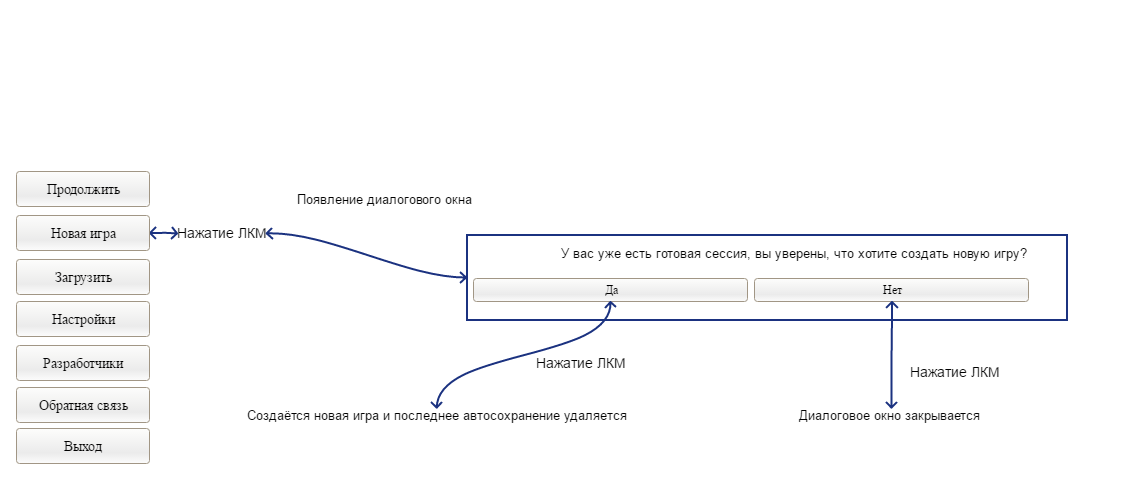 Продолжить
Новая игра
Загрузить
Настройки
Разработчики
Обратная связь
Выход
Нажатие ЛКМ
Появление диалогового окна
У вас уже есть готовая сессия, вы уверены, что хотите создать новую игру?
Да
Нет
Нажатие ЛКМ
Создаётся новая игра и последнее автосохранение удаляется
Нажатие ЛКМ
Диалоговое окно закрывается